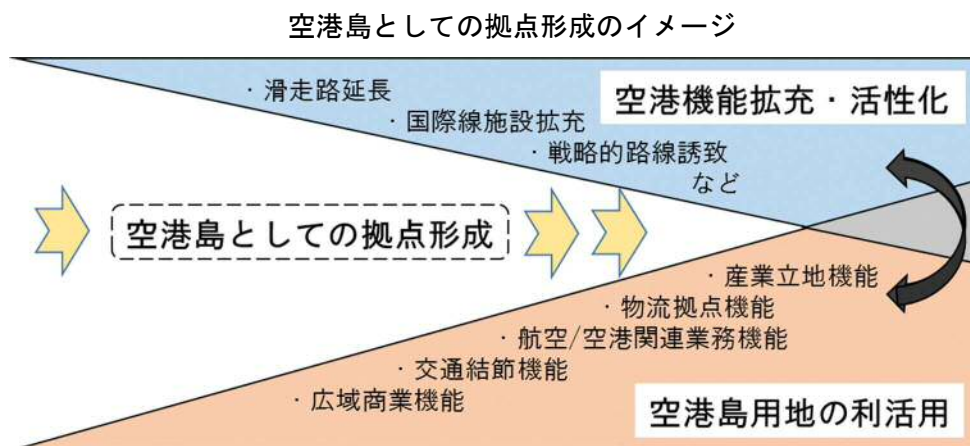 空港島としての拠点形成のイメージ
・滑走路延長
空港機能拡充・活性化
・国際線施設拡充
・戦略的路線誘致
など
空港島としての拠点形成
・産業立地機能
・物流拠点機能
・航空/空港関連業務機能
・交通結節機能
・広域商業機能
空港島用地の利活用